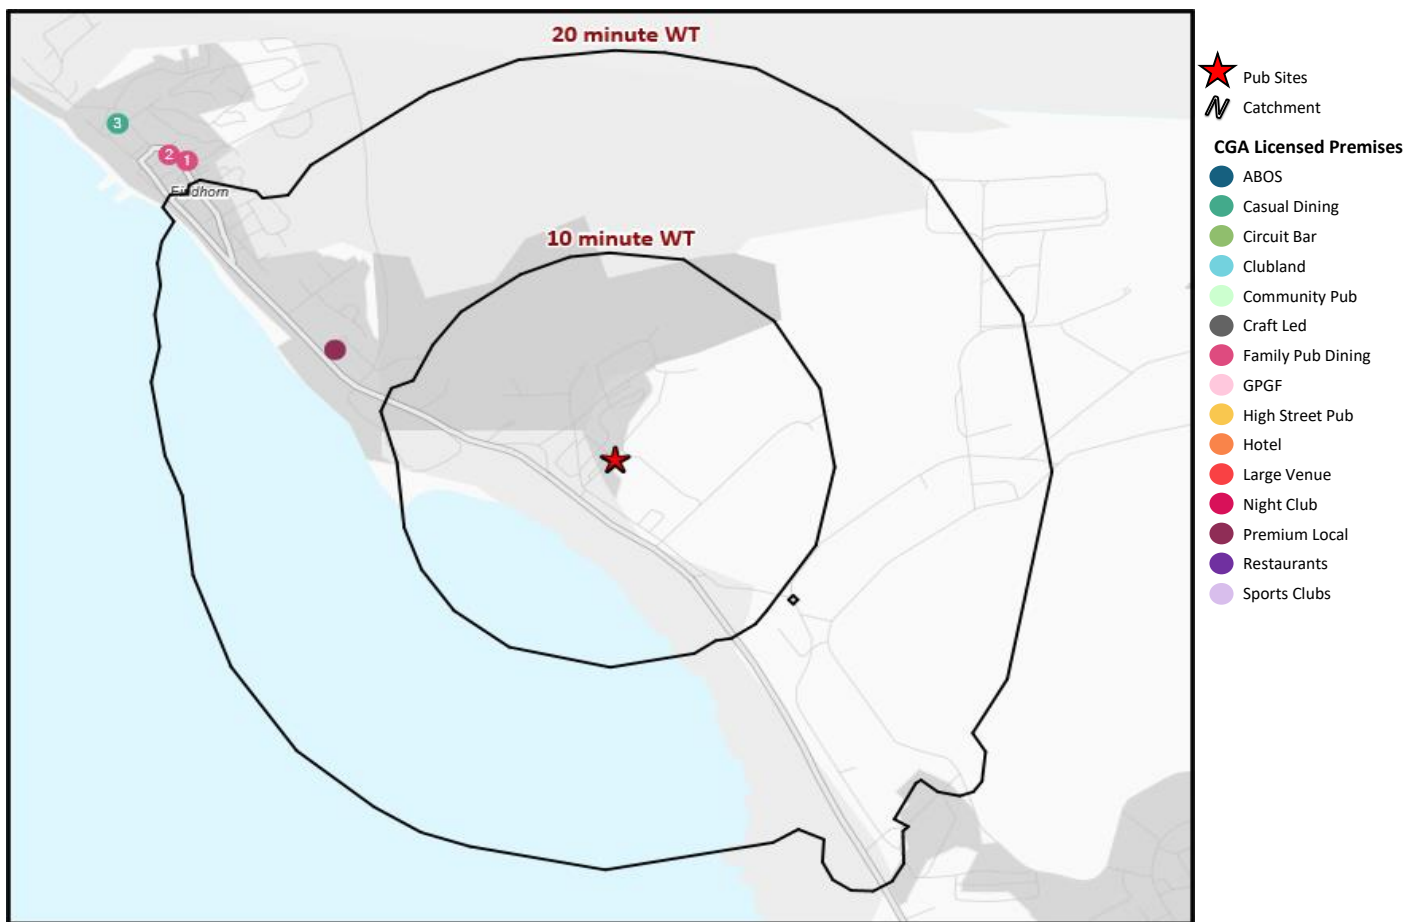 20 minute WT
3
2
1
Findhorn
10 minute WT
Pub Sites
Catchment
CGA Licensed Premises
ABOS
Casual Dining
Circuit Bar
Clubland
Community Pub
Craft Led
Family Pub Dining
GPGF
High Street Pub
Hotel
Large Venue
Night Club
Premium Local
Restaurants
Sports Clubs